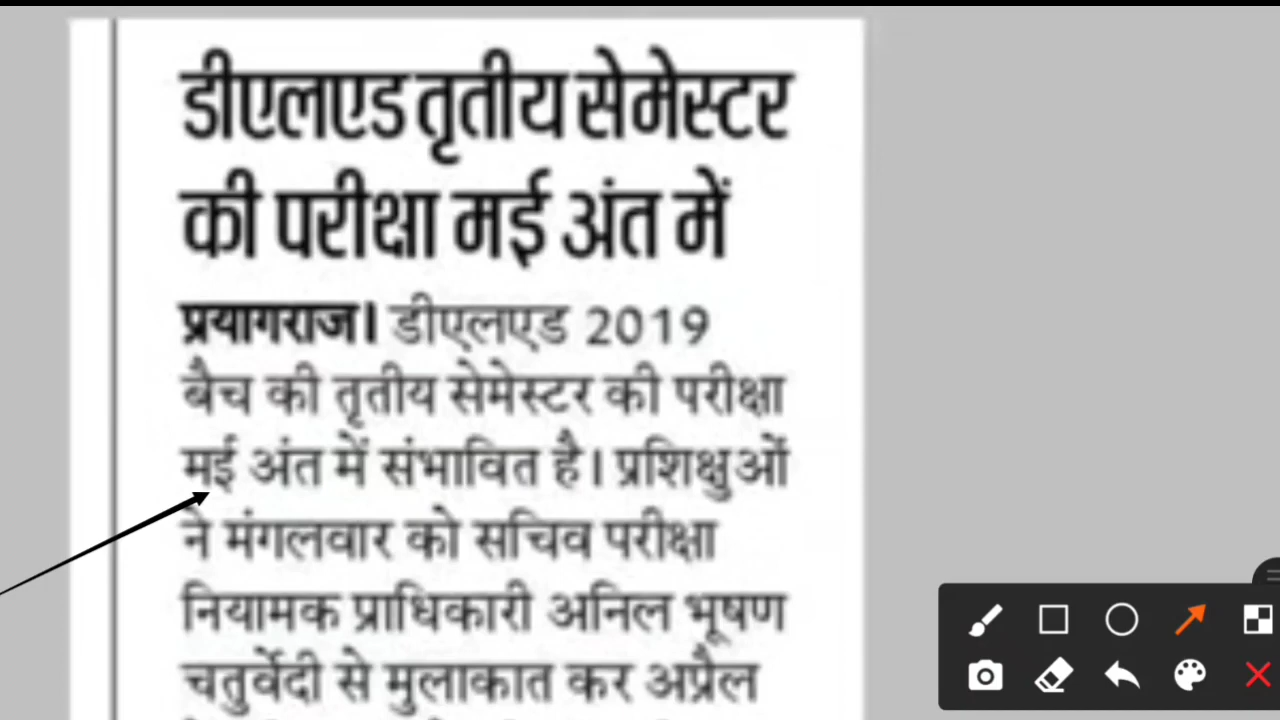 डीएलएड तृतीय सेमेस्टर
की परीक्षा मई अंत में
प्रयागराज। डीएलएड 2019
बैच की तृतीय सेमेस्टर की परीक्षा
मई अंत में संभावित है। प्रशिक्षुओं
ने मंगलवार को सचिव परीक्षा
नियामक प्राधिकारी अनिल भूषण
चतुर्वेदी से मुलाकात कर अप्रैल